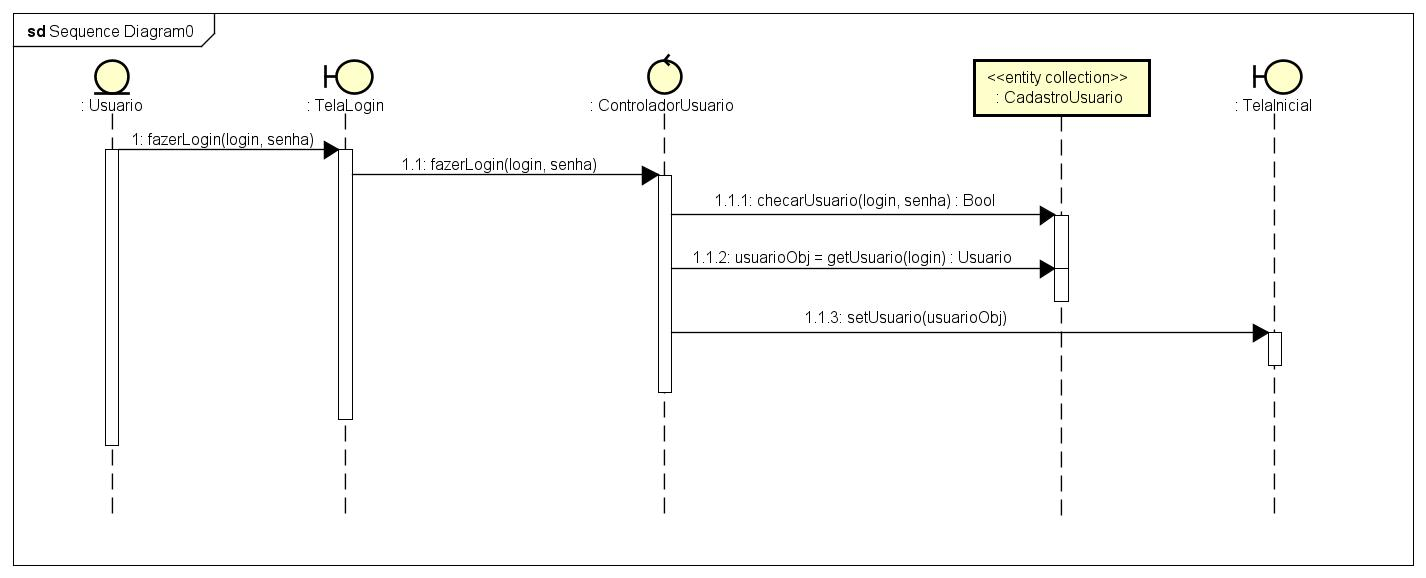 sd Sequence Diagram0
: Usuario
: TelaLogin
: ControladorUsuario
<<entity collection>>
: CadastroUsuario
: TelaInicial
1: fazerLogin(login, senha)
1.1: fazerLogin(login, senha)
1.1.1: checarUsuario(login, senha) : Bool
1.1.2: usuarioObj = getUsuario(login) : Usuario
1.1.3: setUsuario(usuarioObj)